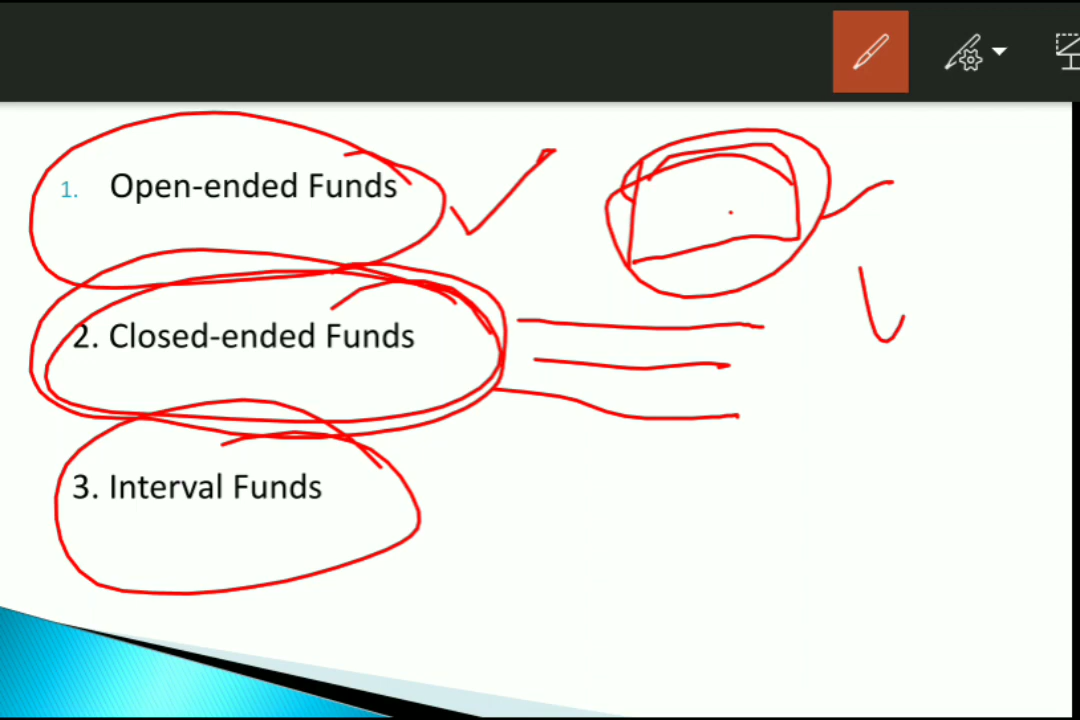 1. Open-ended Funds
2. Closed-ended Funds
3. Interval Funds